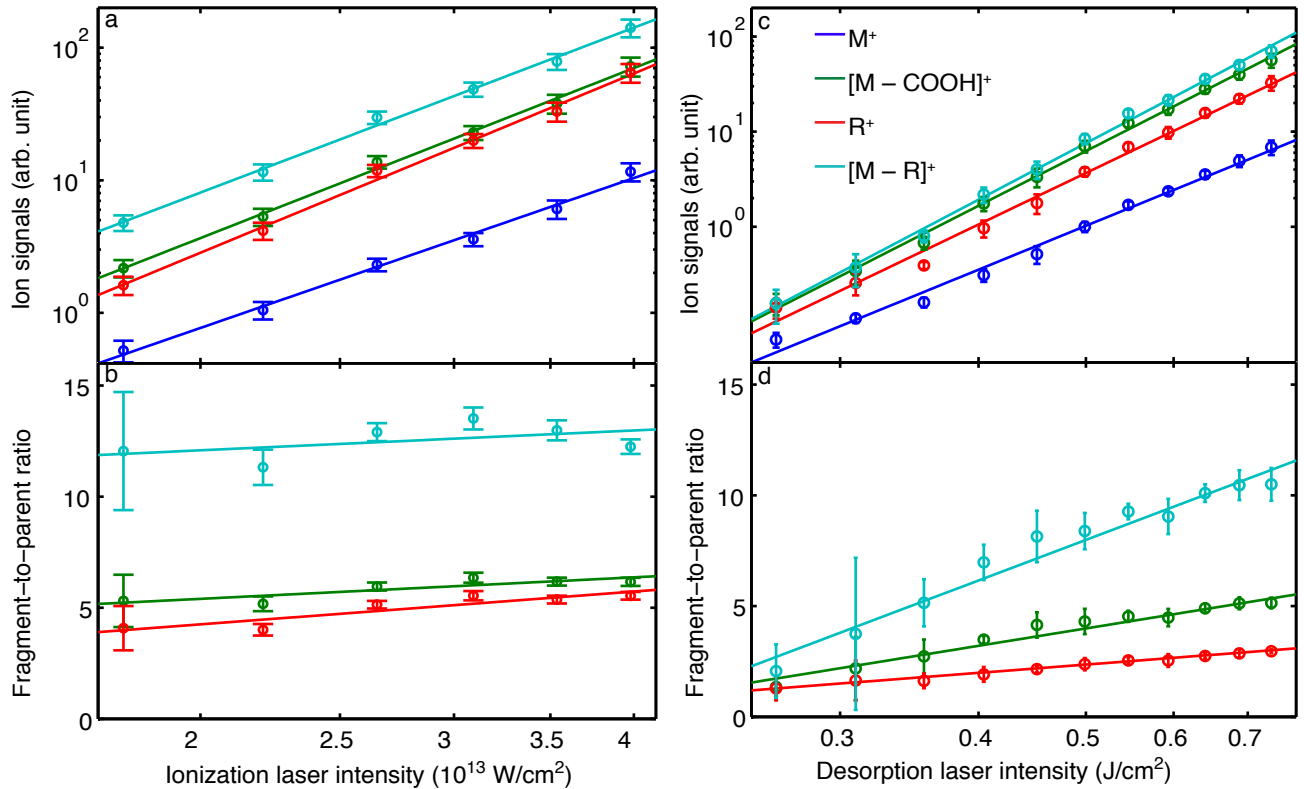 a
10²
10¹
10⁰
Ion signals (arb. unit)
b
15
10
5
0
Fragment−to−parent ratio
2
2.5
3
3.5
4
Ionization laser intensity (10¹³ W/cm²)
c
M⁺
[M – COOH]⁺
R⁺
[M – R]⁺
10²
10¹
10⁰
Ion signals (arb. unit)
d
15
10
5
0
Fragment−to−parent ratio
0.3
0.4
0.5
0.6
0.7
Desorption laser intensity (J/cm²)